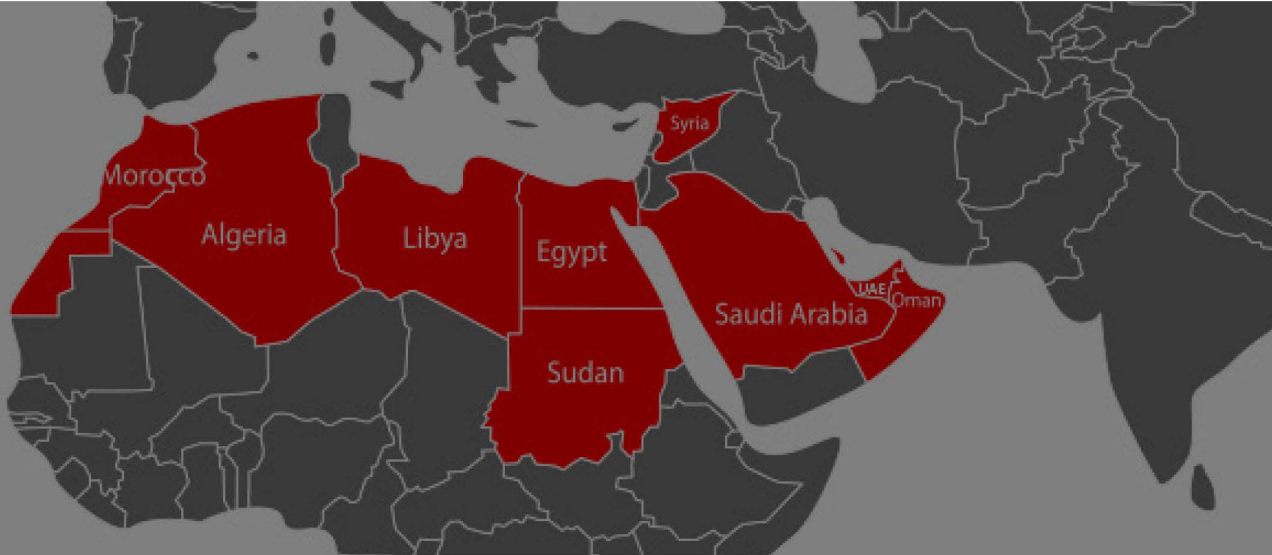 Syria
Morocco
Algeria
Libya
Egypt
UAE
Oman
Saudi Arabia
Sudan